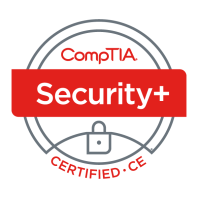 CompTIA.
Security+
CERTIFIED • CE